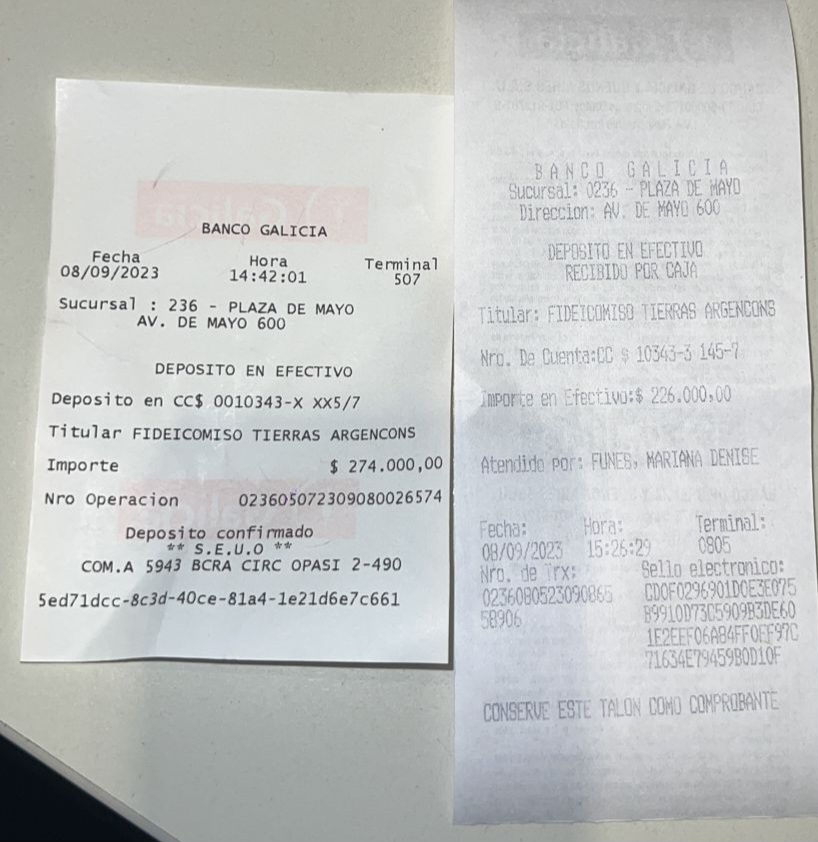 BANCO GALICIA
Fecha Hora Terminal
08/09/2023 14:42:01 507
Sucursal : 236 - PLAZA DE MAYO
AV. DE MAYO 600
DEPOSITO EN EFECTIVO
Deposito en CC$ 0010343-X XX5/7
Titular FIDEICOMISO TIERRAS ARGENCONS
Importe $ 274.000,00
Nro Operacion 023605072309080026574
Deposito confirmado
** S.E.U.O **
COM.A 5943 BCRA CIRC OPASI 2-490
5ed71dcc-8c3d-40ce-81a4-1e21d6e7c661
BANCO GALICIA
Sucursal: 0236 - PLAZA DE MAYO
Direccion: AV. DE MAYO 600
DEPOSITO EN EFECTIVO
RECIBIDO POR CAJA
Titular: FIDEICOMISO TIERRAS ARGENCONS
Nro. De Cuenta:CC $ 10343-3 145-7
Importe en Efectivo:$ 226.000,00
Atendido por: FUNES, MARIANA DENISE
Fecha: Hora: Terminal:
08/09/2023 15:26:29 0805
Nro. de Trx: Sello electronico:
0236080523090865 CD0F0296901D0E3E075
58906 B9910D73C5909B3DE60
1E2EEF06A84FF0FF97C
71634E79459B0D10F
CONSERVE ESTE TALON COMO COMPROBANTE